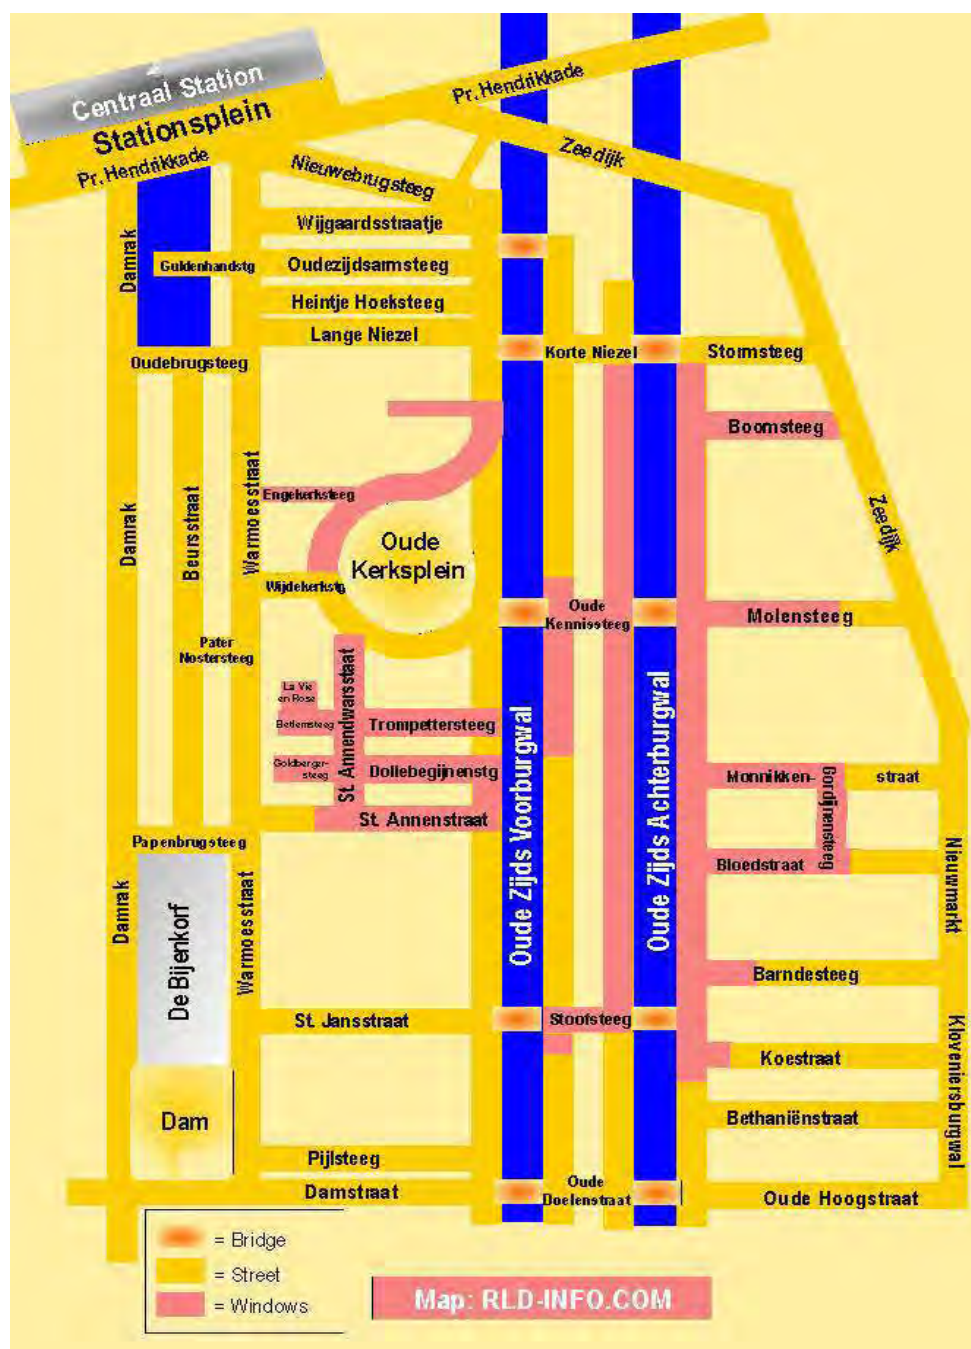 Centraal Station
Stationsplein
Pr. Hendrikkade
Pr. Hendrikkade
Zeedijk
Nieuwebrugsteeg
Wijgaardsstraatje
Damrak
Guldenhandstg
Oudezijdsarmsteeg
Heintje Hoeksteeg
Lange Niezel
Oudebrugsteeg
Korte Niezel
Stormsteeg
Boomsteeg
Damrak
Beursstraat
Warmoesstraat
Engekerksteeg
Zeedijk
Oude
Kerksplein
Wijdekerkstg
Oude
Kennissteeg
Molensteeg
Pater
Nostersteeg
La Vie
en Rose
Betlemsteeg
St. Annendwarsstaat
Trompettersteeg
Goldberger-
steeg
Dollebegijnenstg
Oude Zijds Voorburgwal
Oude Zijds Achterburgwal
Monnikken-
straat
Gordijnensteeg
St. Annenstraat
Papenbrugsteeg
Bloedstraat
Nieuwmarkt
Damrak
De Bijenkorf
Warmoesstraat
Barndesteeg
St. Jansstraat
Stoofsteeg
Koestraat
Kloveniersburgwal
Dam
Bethaniënstraat
Pijlsteeg
Damstraat
Oude
Doelenstraat
Oude Hoogstraat
= Bridge
= Street
= Windows
Map: RLD-INFO.COM